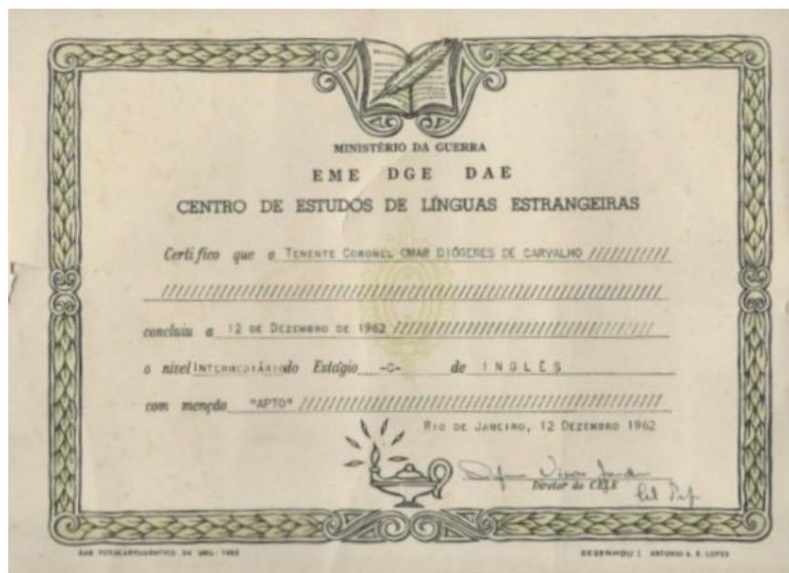 MINISTÉRIO DA GUERRA
EME DGE DAE
CENTRO DE ESTUDOS DE LÍNGUAS ESTRANGEIRAS
Certifico que o TENENTE CORONEL OMAR DIÓGENES DE CARVALHO ///////////
//////////////////////////////////////////////////////////////////
concluiu a 12 DE DEZEMBRO DE 1962 //////////////////////////////////
o nível INTERMEDIÁRIO do Estágio -C- de INGLÊS
com menção "APTO" ///////////////////////////////////////////////
RIO DE JANEIRO, 12 DEZEMBRO 1962
Diretor do CELE
DESENHOU : ANTONIO A. R. LOPES